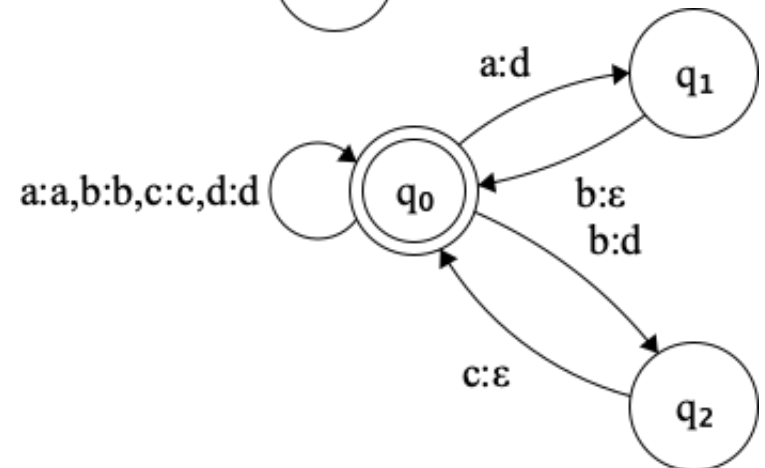 a:d
q₁
a:a,b:b,c:c,d:d
q₀
b:ε
b:d
c:ε
q₂